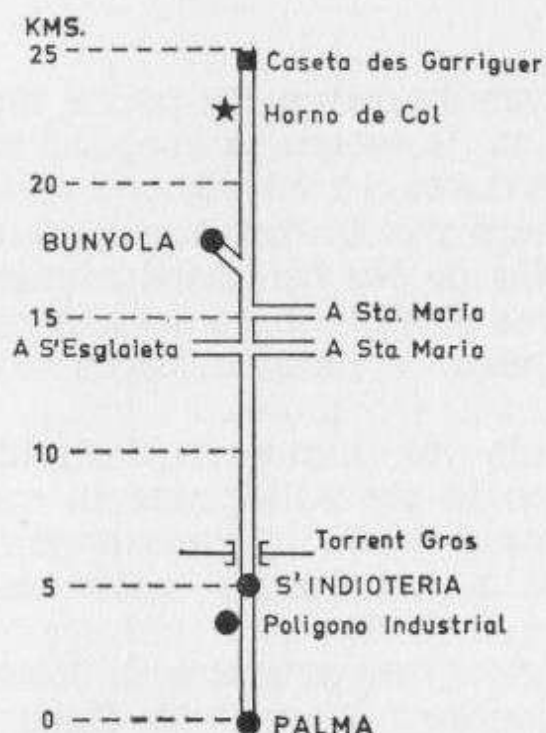 KMS.
25 Caseta des Garriguer
Horno de Cal
20
BUNYOLA
15 A Sta. Maria
A S'Esglaieta A Sta Maria
10
Torrent Gros
5 S'INDIOTERIA
Poligono Industrial
0 PALMA